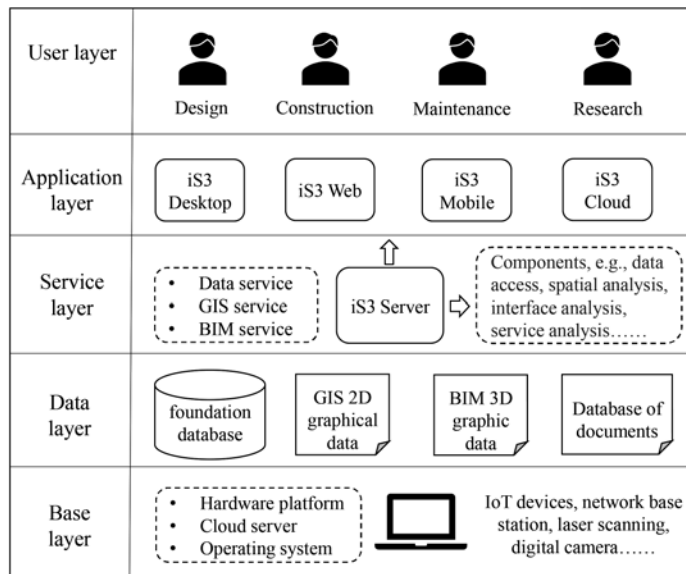 User layer
Design
Construction
Maintenance
Research
Application
layer
iS3
Desktop
iS3 Web
iS3
Mobile
iS3
Cloud
Service
layer
• Data service
• GIS service
• BIM service
iS3 Server
Components, e.g., data
access, spatial analysis,
interface analysis,
service analysis……
Data
layer
foundation
database
GIS 2D
graphical
data
BIM 3D
graphic
data
Database of
documents
Base
layer
• Hardware platform
• Cloud server
• Operating system
IoT devices, network base
station, laser scanning,
digital camera……